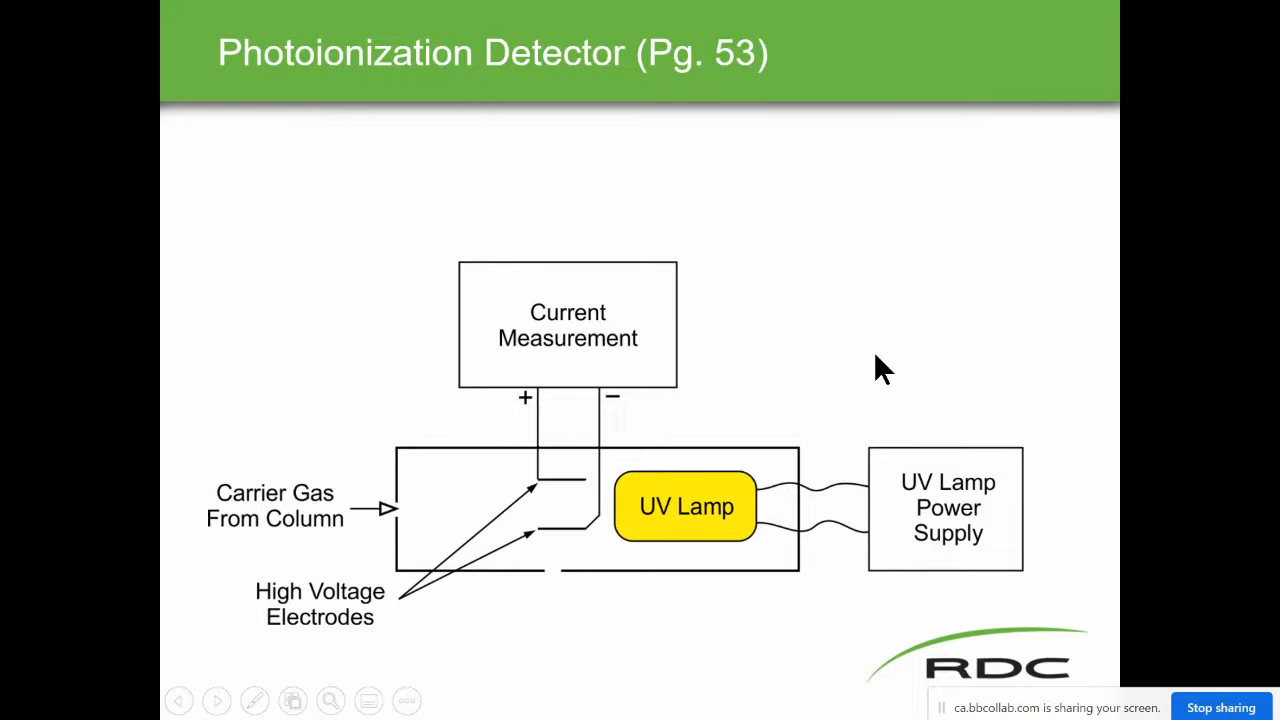 Photoionization Detector (Pg. 53)
Current
Measurement
+ −
Carrier Gas
From Column
UV Lamp
UV Lamp
Power
Supply
High Voltage
Electrodes
RDC
ca.bbcollab.com is sharing your screen.
Stop sharing